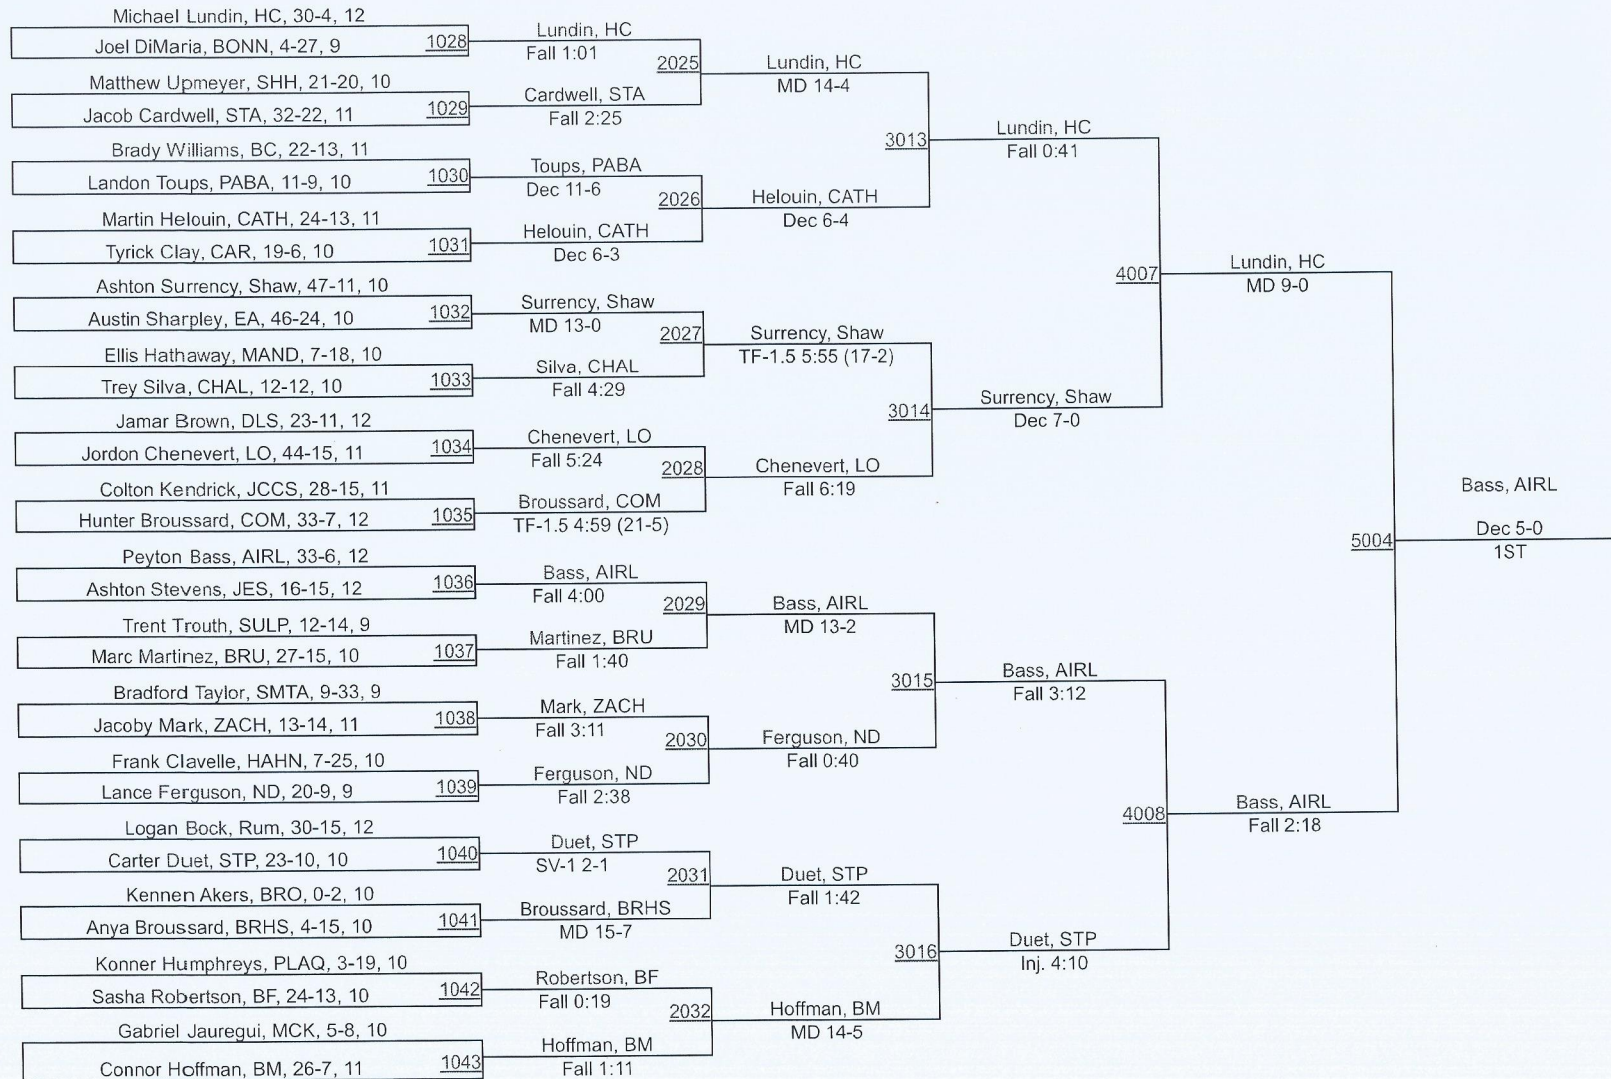 Michael Lundin, HC, 30-4, 12
Joel DiMaria, BONN, 4-27, 9
1028
Matthew Upmeyer, SHH, 21-20, 10
Jacob Cardwell, STA, 32-22, 11
1029
Brady Williams, BC, 22-13, 11
Landon Toups, PABA, 11-9, 10
1030
Martin Helouin, CATH, 24-13, 11
Tyrick Clay, CAR, 19-6, 10
1031
Ashton Surrency, Shaw, 47-11, 10
Austin Sharpley, EA, 46-24, 10
1032
Ellis Hathaway, MAND, 7-18, 10
Trey Silva, CHAL, 12-12, 10
1033
Jamar Brown, DLS, 23-11, 12
Jordon Chenevert, LO, 44-15, 11
1034
Colton Kendrick, JCCS, 28-15, 11
Hunter Broussard, COM, 33-7, 12
1035
Peyton Bass, AIRL, 33-6, 12
Ashton Stevens, JES, 16-15, 12
1036
Trent Trouth, SULP, 12-14, 9
Marc Martinez, BRU, 27-15, 10
1037
Bradford Taylor, SMTA, 9-33, 9
Jacoby Mark, ZACH, 13-14, 11
1038
Frank Clavelle, HAHN, 7-25, 10
Lance Ferguson, ND, 20-9, 9
1039
Logan Bock, Rum, 30-15, 12
Carter Duet, STP, 23-10, 10
1040
Kennen Akers, BRO, 0-2, 10
Anya Broussard, BRHS, 4-15, 10
1041
Konner Humphreys, PLAQ, 3-19, 10
Sasha Robertson, BF, 24-13, 10
1042
Gabriel Jauregui, MCK, 5-8, 10
Connor Hoffman, BM, 26-7, 11
1043
Lundin, HC
Fall 1:01
2025
Cardwell, STA
Fall 2:25
Toups, PABA
Dec 11-6
2026
Helouin, CATH
Dec 6-3
Surrency, Shaw
MD 13-0
2027
Silva, CHAL
Fall 4:29
Chenevert, LO
Fall 5:24
2028
Broussard, COM
TF-1.5 4:59 (21-5)
Bass, AIRL
Fall 4:00
2029
Martinez, BRU
Fall 1:40
Mark, ZACH
Fall 3:11
2030
Ferguson, ND
Fall 2:38
Duet, STP
SV-1 2-1
2031
Broussard, BRHS
MD 15-7
Robertson, BF
Fall 0:19
2032
Hoffman, BM
Fall 1:11
Lundin, HC
MD 14-4
3013
Helouin, CATH
Dec 6-4
Surrency, Shaw
TF-1.5 5:55 (17-2)
3014
Chenevert, LO
Fall 6:19
Bass, AIRL
MD 13-2
3015
Ferguson, ND
Fall 0:40
Duet, STP
Fall 1:42
3016
Hoffman, BM
MD 14-5
Lundin, HC
Fall 0:41
4007
Surrency, Shaw
Dec 7-0
Bass, AIRL
Fall 3:12
4008
Duet, STP
Inj. 4:10
Lundin, HC
MD 9-0
5004
Bass, AIRL
Fall 2:18
Bass, AIRL
Dec 5-0
1ST